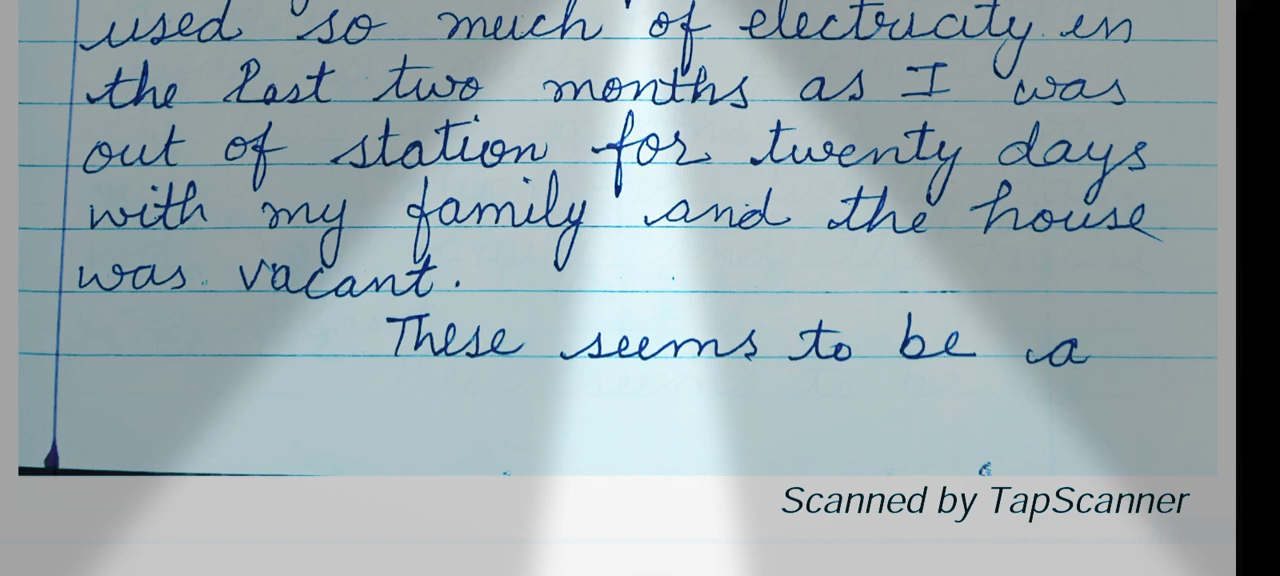 used so much of electricity in
the last two months as I was
out of station for twenty days
with my family and the house
was vacant.
These seems to be a
Scanned by TapScanner